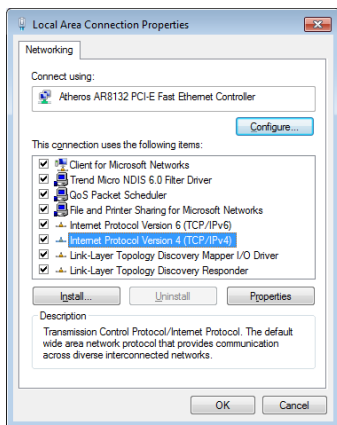 Local Area Connection Properties
Networking
Connect using:
Atheros AR8132 PCI-E Fast Ethernet Controller
Configure...
This connection uses the following items:
Client for Microsoft Networks
Trend Micro NDIS 6.0 Filter Driver
QoS Packet Scheduler
File and Printer Sharing for Microsoft Networks
Internet Protocol Version 6 (TCP/IPv6)
Internet Protocol Version 4 (TCP/IPv4)
Link-Layer Topology Discovery Mapper I/O Driver
Link-Layer Topology Discovery Responder
Install... Uninstall Properties
Description
Transmission Control Protocol/Internet Protocol. The default
wide area network protocol that provides communication
across diverse interconnected networks.
OK Cancel